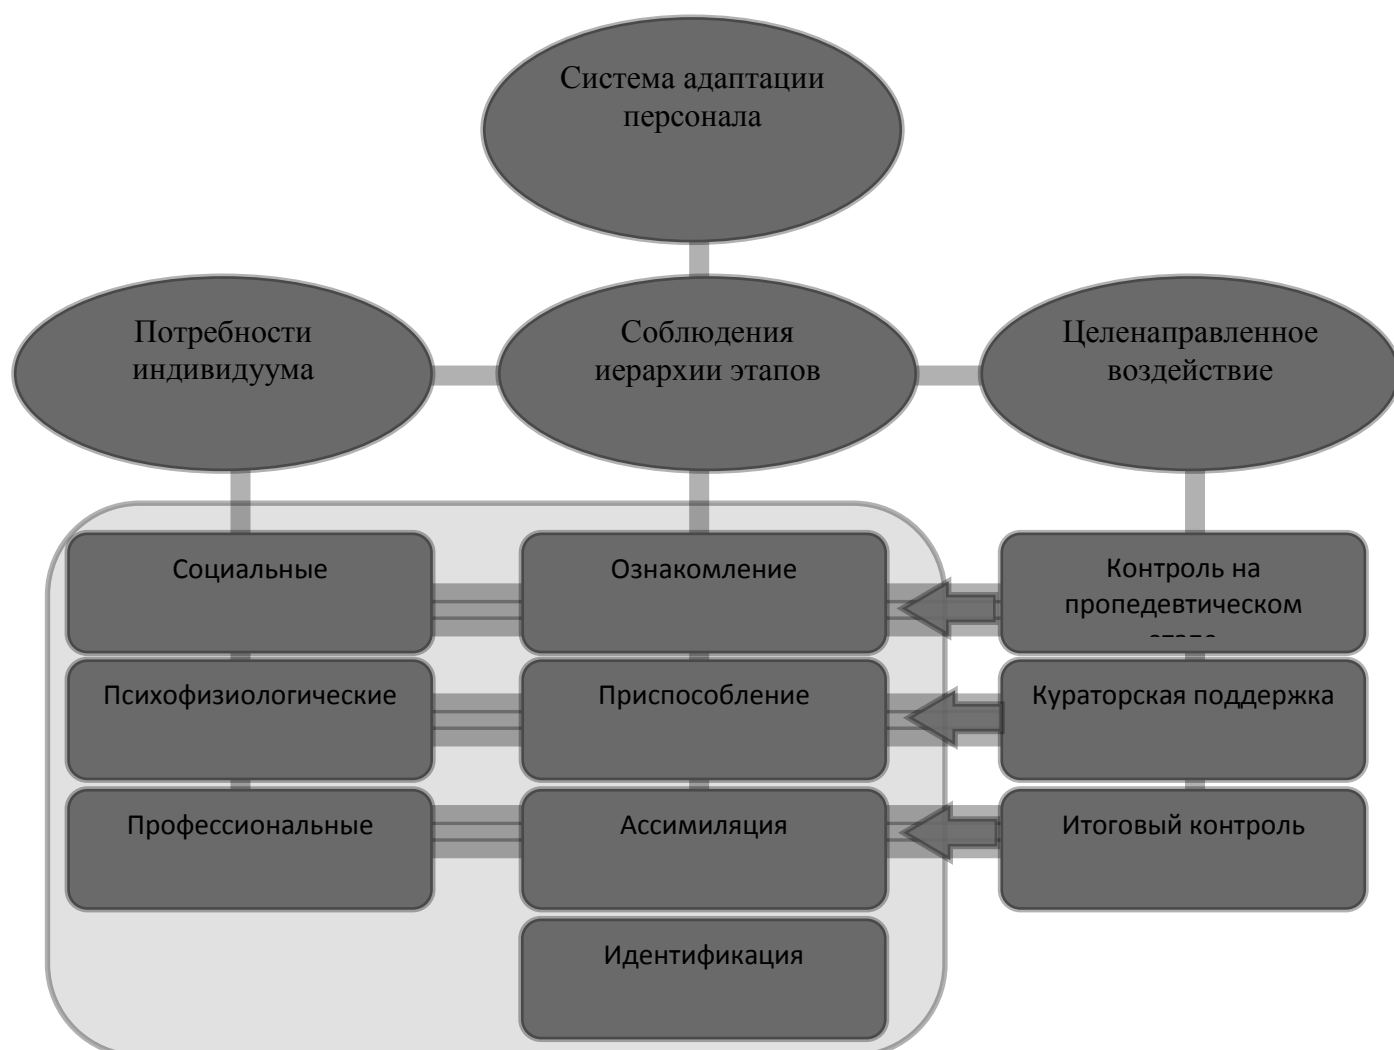 Система адаптации
персонала
Потребности
индивидуума
Соблюдения
иерархии этапов
Целенаправленное
воздействие
Социальные
Ознакомление
Контроль на
пропедевтическом
Психофизиологические
Приспособление
Кураторская поддержка
Профессиональные
Ассимиляция
Итоговый контроль
Идентификация